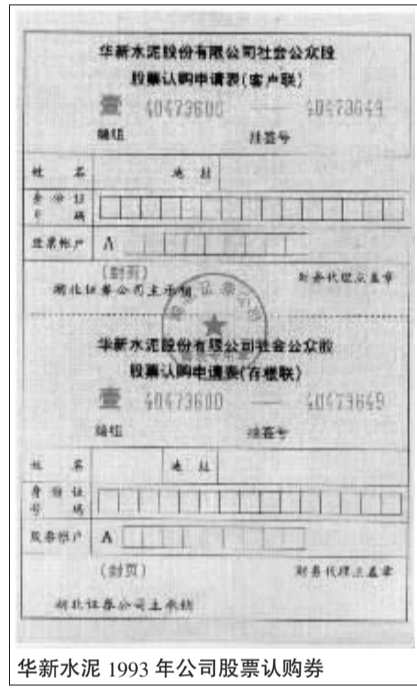 华新水泥股份有限公司社会公众股
股票认购申请表(客户联)
壹 40473600 — 40473649
编组 挂签号
姓 名 地 址
身份证
号 码
股票帐户 A
(封页) 财务代理点盖章
湖北证券公司主承销
华新水泥股份有限公司社会公众股
股票认购申请表(存根联)
壹 40473600 — 40473649
编组 挂签号
姓 名 地 址
身份证
号 码
股票帐户 A
(封页) 财务代理点盖章
湖北证券公司主承销
华新水泥 1993 年公司股票认购券